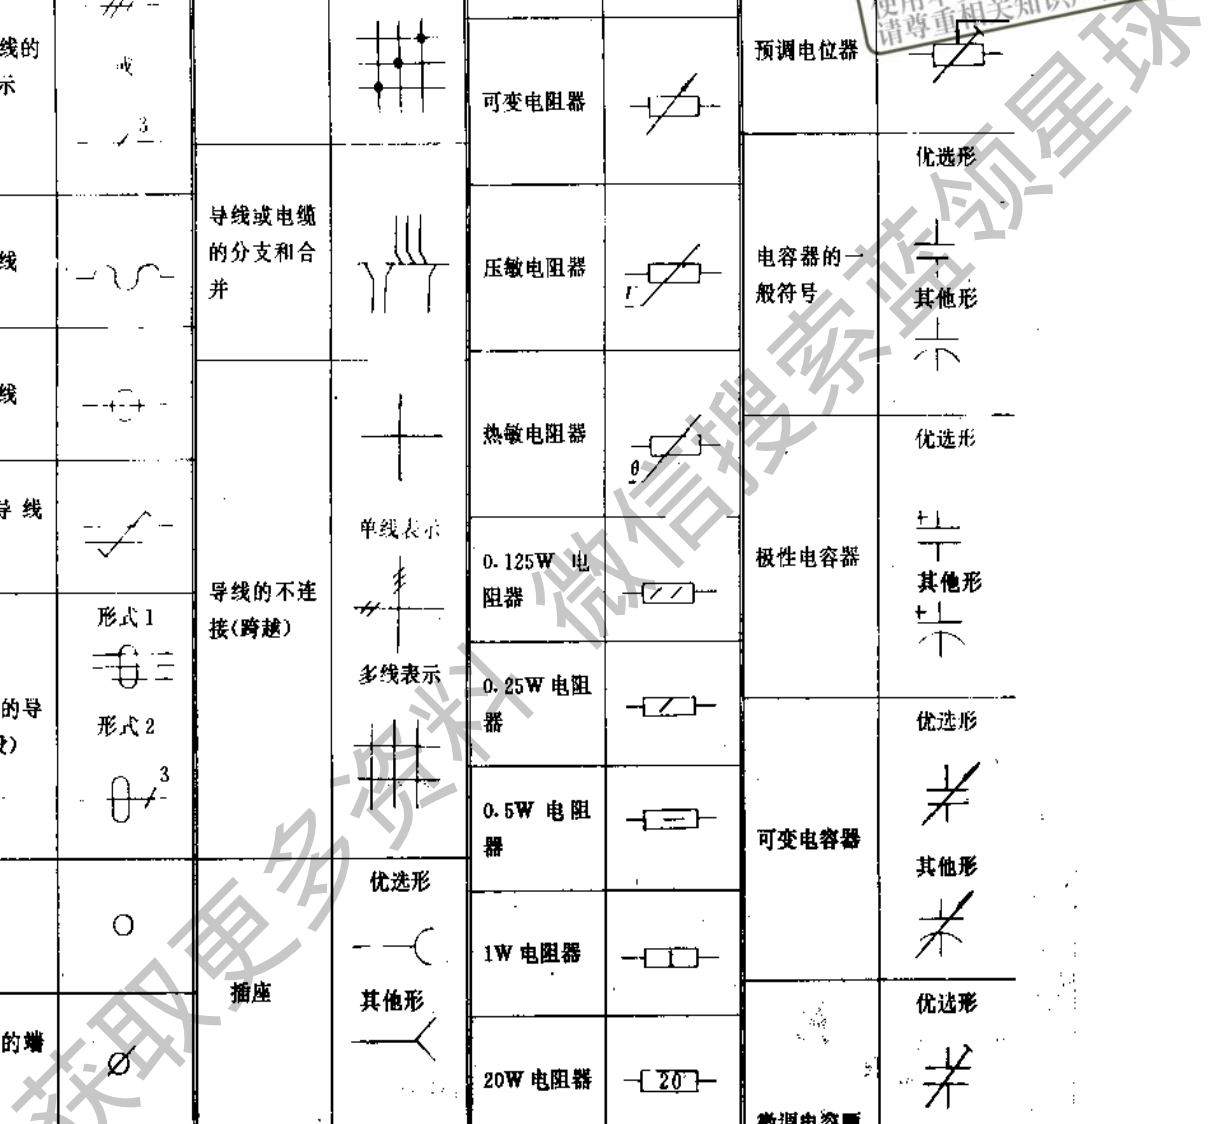 线的
示
或
3
线
线
导 线
形式 1
的导
形式 2
3
的端
导线或电缆
的分支和合
并
单线表示
导线的不连
接(跨越)
多线表示
优选形
插座
其他形
可变电阻器
压敏电阻器
热敏电阻器
θ
0.125W 电
阻器
0.25W 电阻
器
0.5W 电 阻
器
1W 电阻器
20W 电阻器
20
请尊重相关知识产
预调电位器
优选形
电容器的一
般符号
其他形
优选形
+
极性电容器
其他形
+
优选形
可变电容器
其他形
优选形
获取更多资料 微信搜索蓝领星球